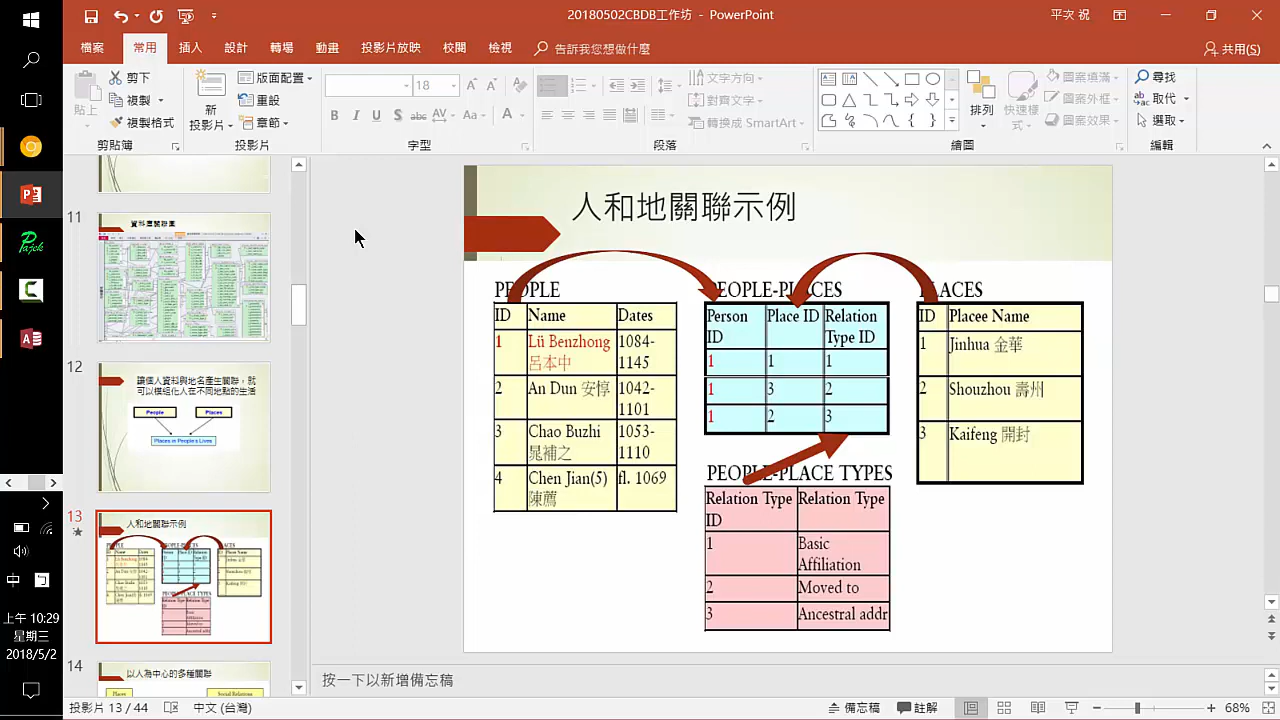 20180502CBDB工作坊 - PowerPoint
平次 祝
檔案 常用 插入 設計 轉場 動畫 投影片放映 校閱 檢視 告訴我您想做什麼 共用(S)
貼上
剪下
複製
複製格式
剪貼簿
新
投影片
版面配置
重設
章節
投影片
18
B I U S abc AV Aa A
字型
文字方向
對齊文字
轉換成 SmartArt
段落
排列
快速樣
式
圖案填滿
圖案外框
圖案效果
繪圖
尋找
取代
選取
編輯
11
資料庫關聯圖
12
讓個人資料與地名產生關聯，就
可以模組化人在不同地點的生活
People Places
Places in People's Lives
13
人和地關聯示例
14
以人為中心的多種關聯
Places Social Relations
人和地關聯示例
PEOPLE
ID Name Dates
1 Lü Benzhong 呂本中 1084-1145
2 An Dun 安惇 1042-1101
3 Chao Buzhi 晁補之 1053-1110
4 Chen Jian(5) 陳薦 fl. 1069
PEOPLE-PLACES
Person ID Place ID Relation Type ID
1 1 1
1 3 2
1 2 3
PLACES
ID Placee Name
1 Jinhua 金華
2 Shouzhou 壽州
3 Kaifeng 開封
PEOPLE-PLACE TYPES
Relation Type ID Relation Type
1 Basic Affiliation
2 Moved to
3 Ancestral addr
按一下以新增備忘稿
上午 10:29
星期三
2018/5/2
投影片 13 / 44 中文 (台灣) 備忘稿 註解 68%